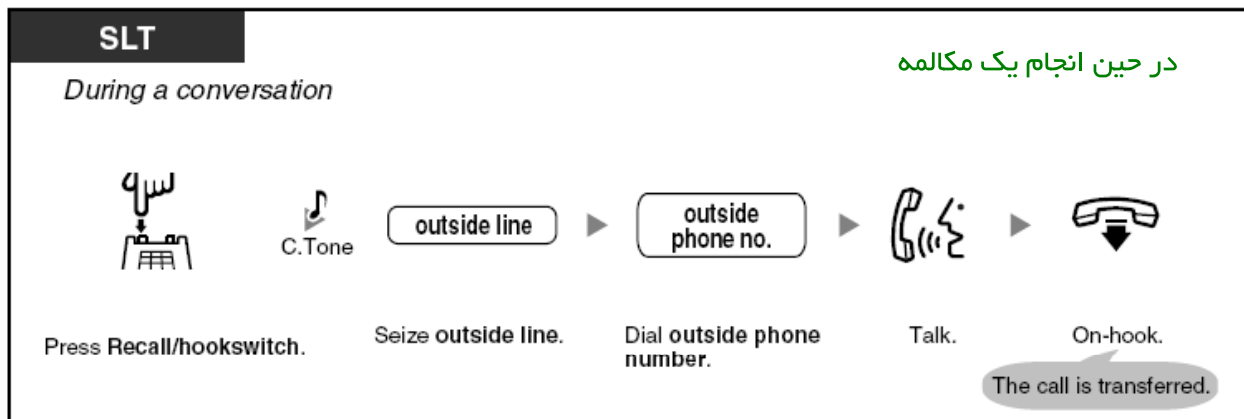 SLT
در حین انجام یک مکالمه
During a conversation
C.Tone
outside line
outside
phone no.
Press Recall/hookswitch.
Seize outside line.
Dial outside phone
number.
Talk.
On-hook.
The call is transferred.